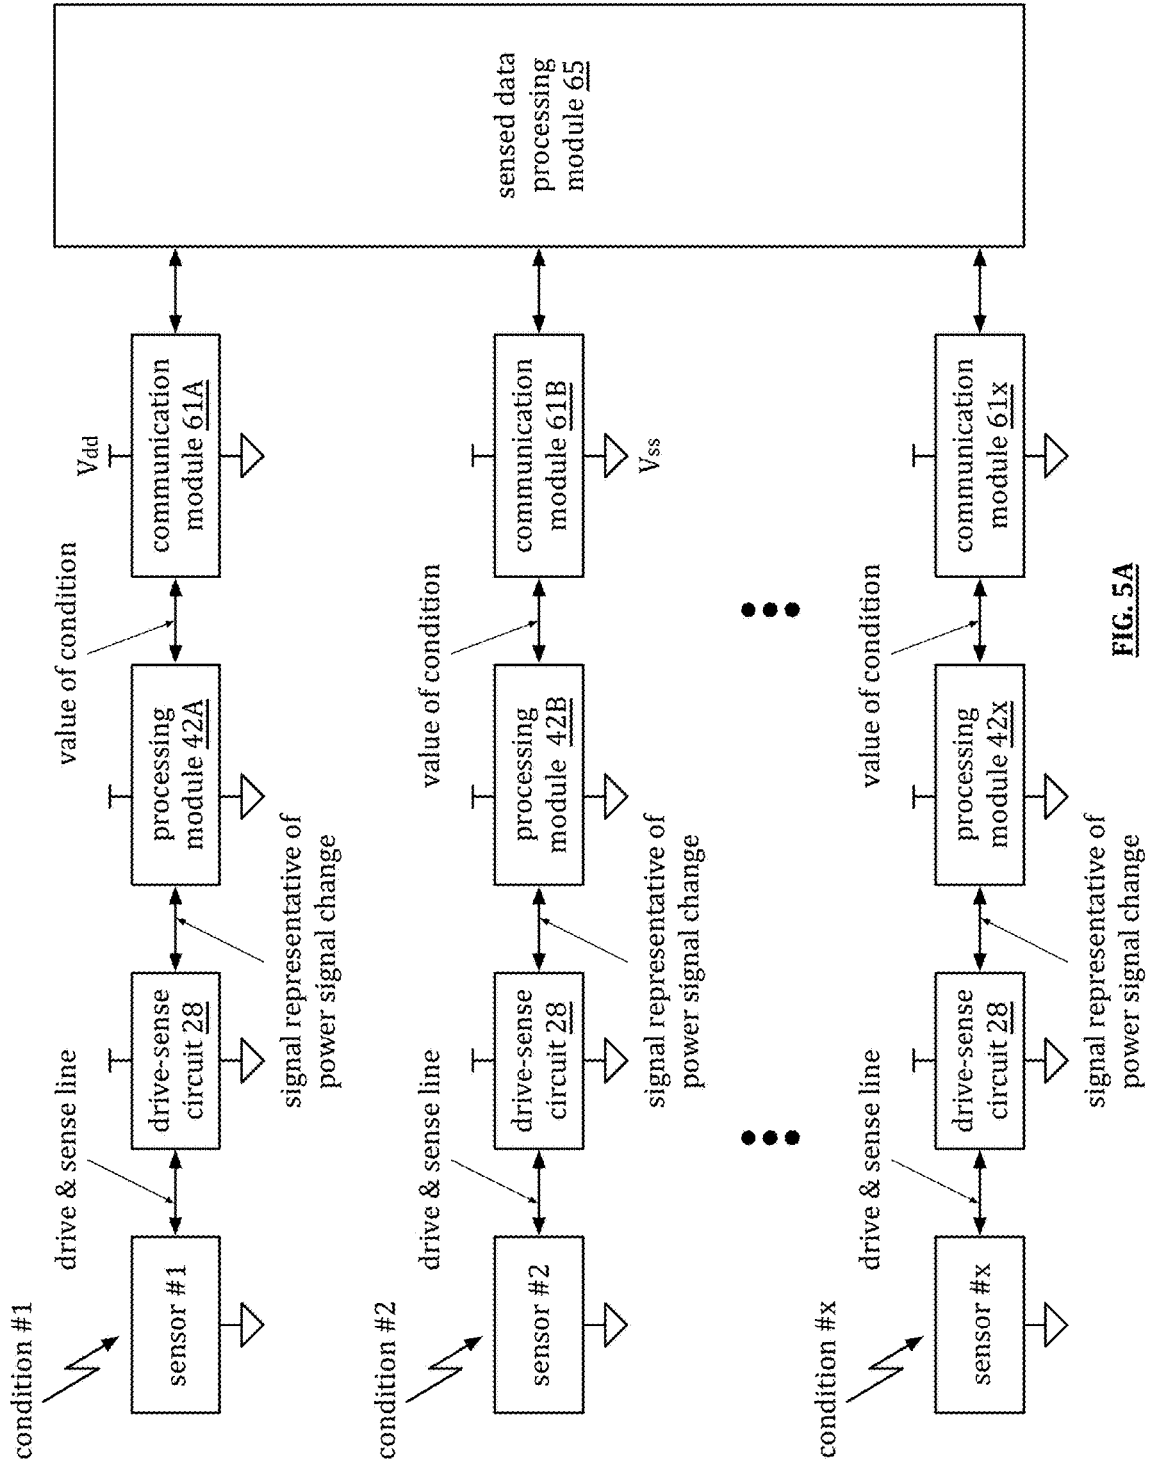 condition #1
sensor #1
drive & sense line
drive-sense
circuit 28
signal representative of
power signal change
processing
module 42A
value of condition
Vdd
communication
module 61A
condition #2
sensor #2
drive & sense line
drive-sense
circuit 28
signal representative of
power signal change
processing
module 42B
value of condition
communication
module 61B
Vss
condition #x
sensor #x
drive & sense line
drive-sense
circuit 28
signal representative of
power signal change
processing
module 42x
value of condition
communication
module 61x
sensed data
processing
module 65
FIG. 5A